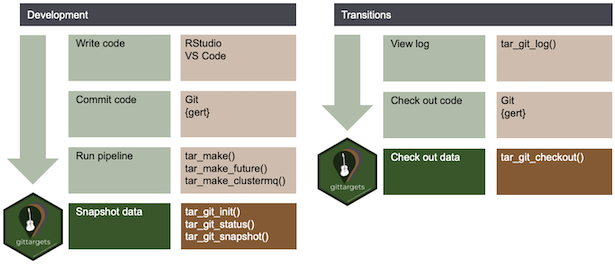 Development
Write code
RStudio
VS Code
Commit code
Git
{gert}
Run pipeline
tar_make()
tar_make_future()
tar_make_clustermq()
Snapshot data
tar_git_init()
tar_git_status()
tar_git_snapshot()
gittargets
Transitions
View log
tar_git_log()
Check out code
Git
{gert}
Check out data
tar_git_checkout()
gittargets